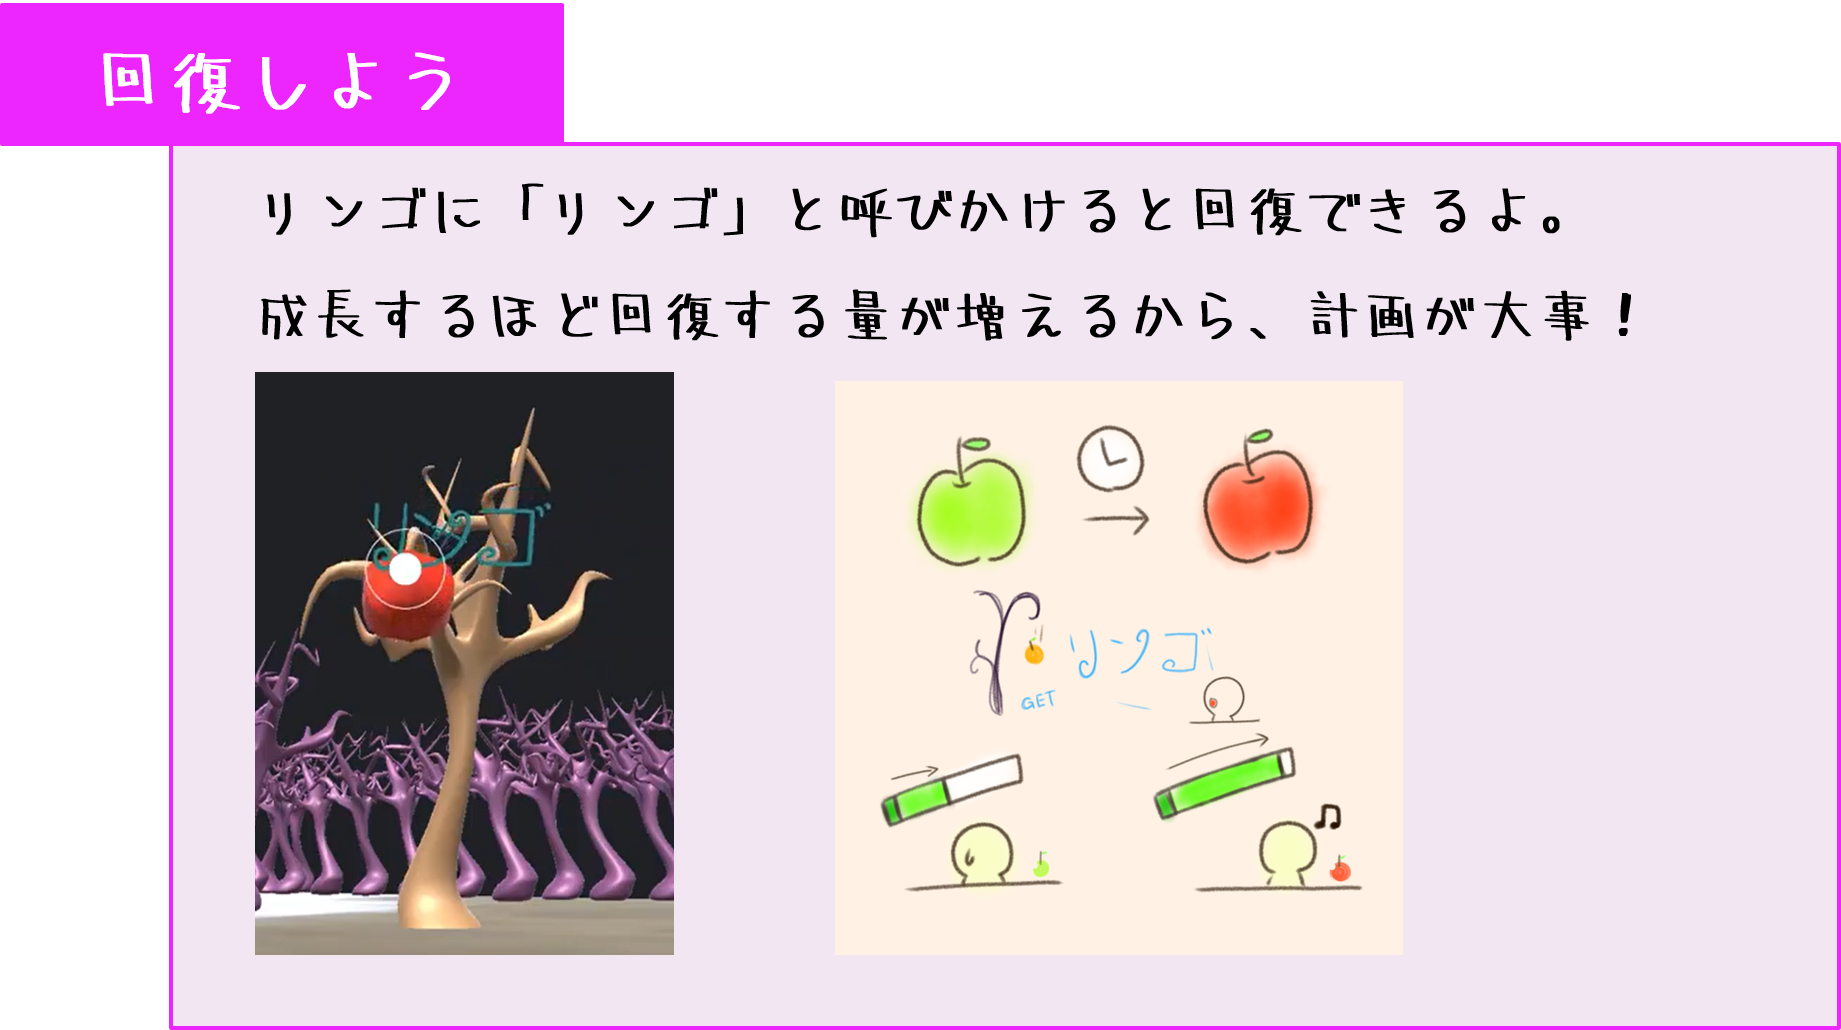 回復しよう
リンゴに「リンゴ」と呼びかけると回復できるよ。
成長するほど回復する量が増えるから、計画が大事！
リンゴ
リンゴ
GET